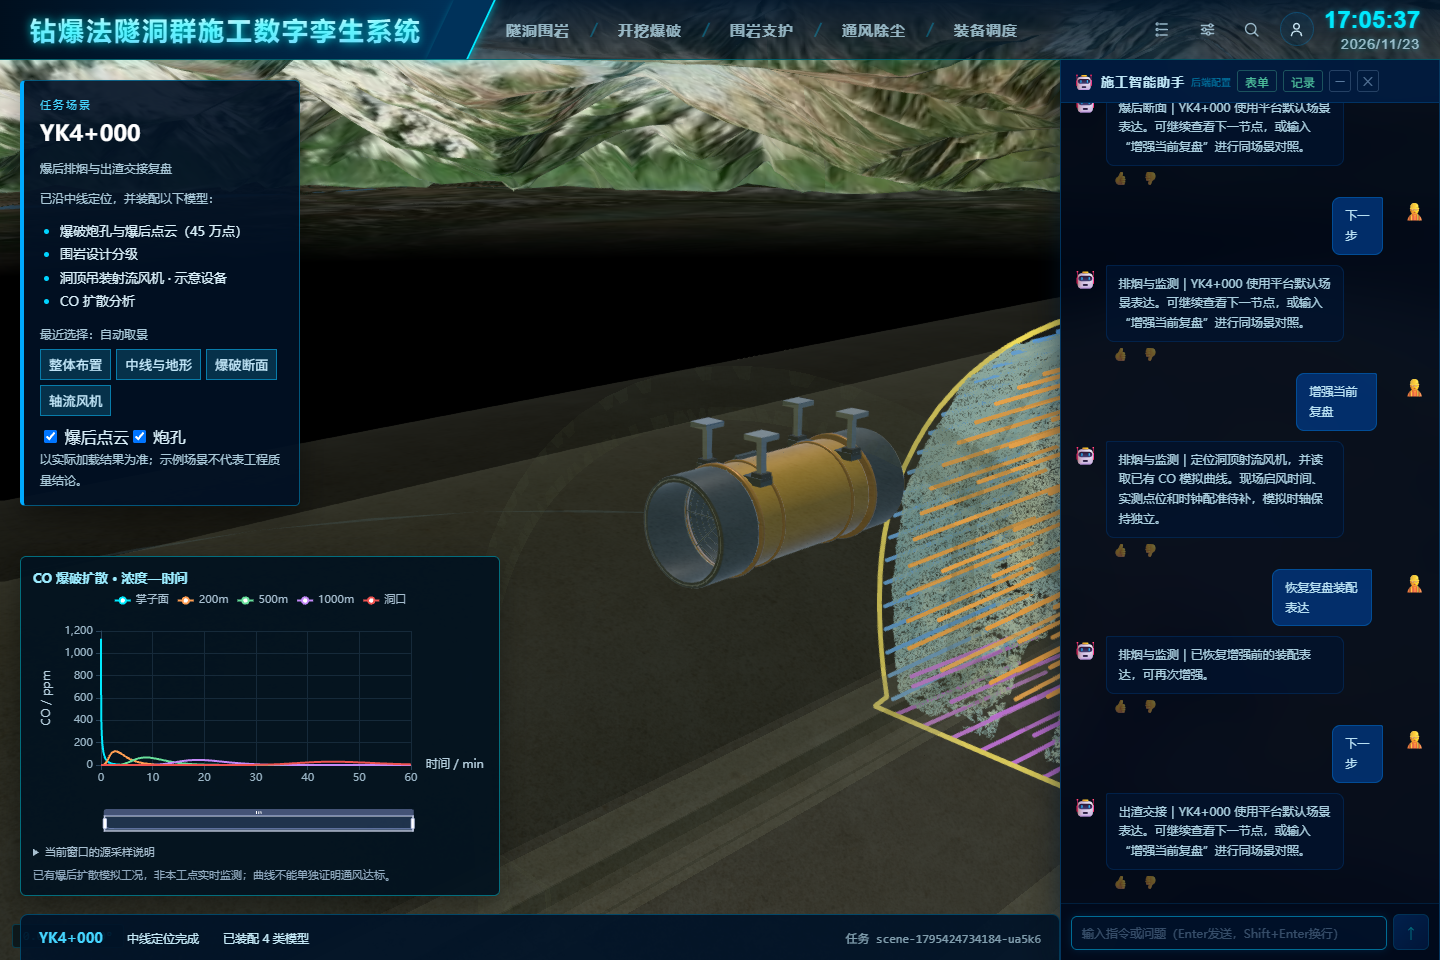 钻爆法隧洞群施工数字孪生系统
隧洞围岩 / 开挖爆破 / 围岩支护 / 通风除尘 / 装备调度
17:05:37
2026/11/23
任务场景
YK4+000
爆后排烟与出渣交接复盘
已沿中线定位，并装配以下模型：
爆破炮孔与爆后点云（45 万点）
围岩设计分级
洞顶吊装射流风机 · 示意设备
CO 扩散分析
最近选择：自动取景
整体布置 中线与地形 爆破断面
轴流风机
爆后点云 炮孔
以实际加载结果为准；示例场景不代表工程质
量结论。
CO 爆破扩散 • 浓度—时间
掌子面 200m 500m 1000m 洞口
1,200
1,000
800
600
400
200
0
CO / ppm
0 10 20 30 40 50 60
时间 / min
▶ 当前窗口的源采样说明
已有爆后扩散模拟工况，非本工点实时监测；曲线不能单独证明通风达标。
YK4+000 中线定位完成 已装配 4 类模型
任务 scene-1795424734184-ua5k6
施工智能助手 后端配置 表单 记录
爆后断面 | YK4+000 使用平台默认场景
表达。可继续查看下一节点，或输入
“增强当前复盘”进行同场景对照。
下一
步
排烟与监测 | YK4+000 使用平台默认场
景表达。可继续查看下一节点，或输入
“增强当前复盘”进行同场景对照。
增强当前
复盘
排烟与监测 | 定位洞顶射流风机，并读
取已有 CO 模拟曲线。现场启风时间、
实测点位和时钟配准待补，模拟时轴保
持独立。
恢复复盘装配
表达
排烟与监测 | 已恢复增强前的装配表
达，可再次增强。
下一
步
出渣交接 | YK4+000 使用平台默认场景
表达。可继续查看下一节点，或输入
“增强当前复盘”进行同场景对照。
输入指令或问题（Enter发送，Shift+Enter换行）
↑